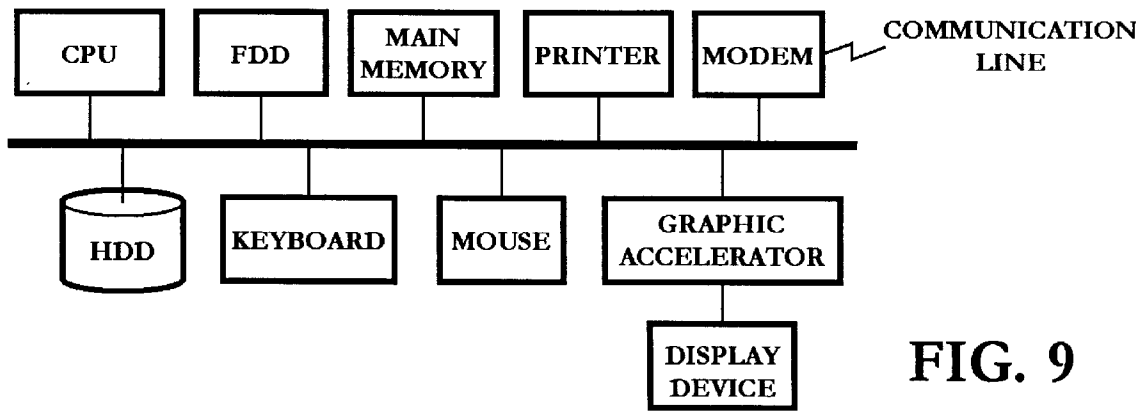 CPU
FDD
MAIN
MEMORY
PRINTER
MODEM
COMMUNICATION
LINE
HDD
KEYBOARD
MOUSE
GRAPHIC
ACCELERATOR
DISPLAY
DEVICE
FIG. 9